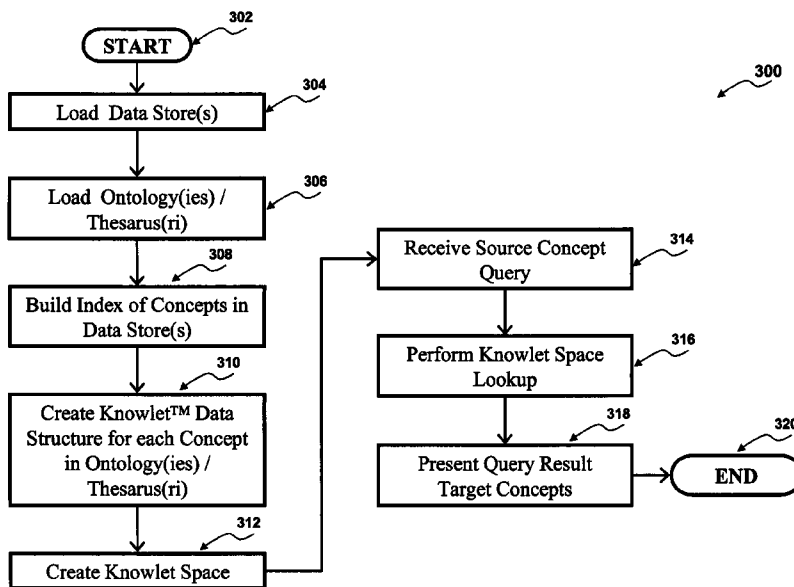 302
START
304
Load Data Store(s)
300
306
Load Ontology(ies) /
Thesarus(ri)
308
Build Index of Concepts in
Data Store(s)
310
Create Knowlet™ Data
Structure for each Concept
in Ontology(ies) /
Thesarus(ri)
312
Create Knowlet Space
314
Receive Source Concept
Query
316
Perform Knowlet Space
Lookup
318
Present Query Result
Target Concepts
320
END